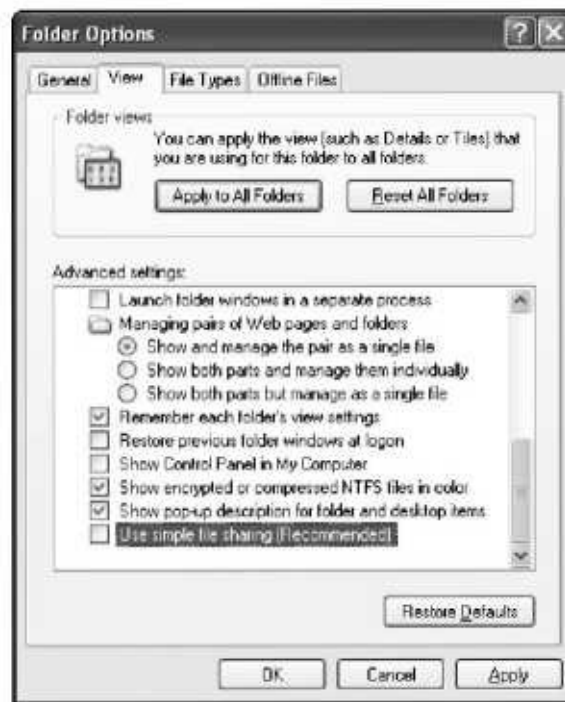 Folder Options
General View File Types Offline Files
Folder views
You can apply the view (such as Details or Tiles) that
you are using for this folder to all folders.
Apply to All Folders Reset All Folders
Advanced settings:
Launch folder windows in a separate process
Managing pairs of Web pages and folders
Show and manage the pair as a single file
Show both parts and manage them individually
Show both parts but manage as a single file
Remember each folder's view settings
Restore previous folder windows at logon
Show Control Panel in My Computer
Show encrypted or compressed NTFS files in color
Show pop-up description for folder and desktop items
Use simple file sharing (Recommended)
Restore Defaults
OK Cancel Apply